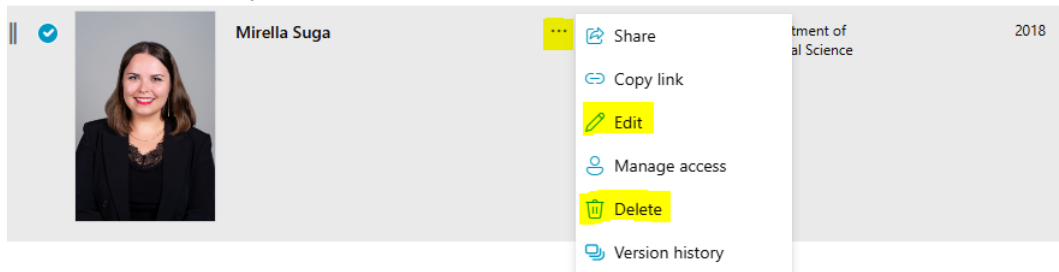 Mirella Suga
...
Share
Copy link
Edit
Manage access
Delete
Version history
tment of
al Science
2018